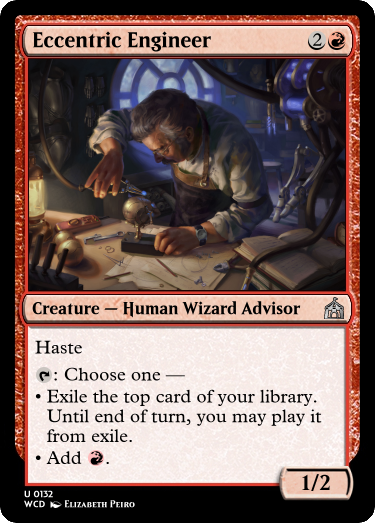 Eccentric Engineer 2
Creature — Human Wizard Advisor
Haste
: Choose one —
• Exile the top card of your library.
Until end of turn, you may play it
from exile.
• Add .
1/2
U 0132
WCD Elizabeth Peiro